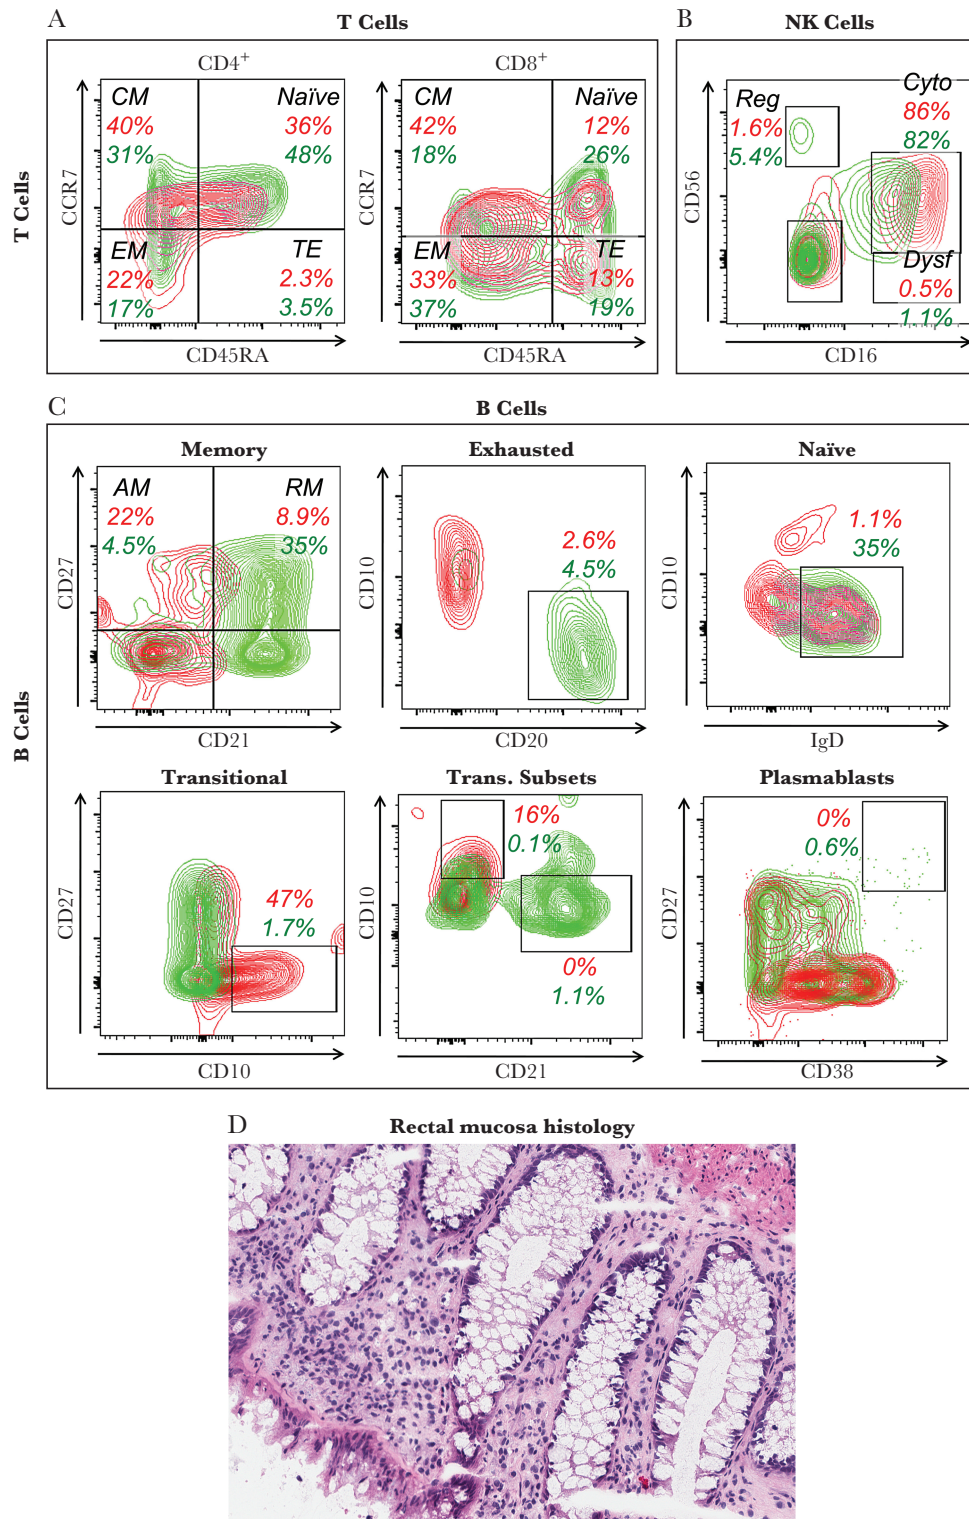 A
T Cells
T Cells
CD4+
CM
40%
31%
Naïve
36%
48%
EM
22%
17%
TE
2.3%
3.5%
CCR7
CD45RA
CD8+
CM
42%
18%
Naïve
12%
26%
EM
33%
37%
TE
13%
19%
CCR7
CD45RA
B
NK Cells
Reg
1.6%
5.4%
Cyto
86%
82%
Dysf
0.5%
1.1%
CD56
CD16
C
B Cells
B Cells
Memory
AM
22%
4.5%
RM
8.9%
35%
CD27
CD21
Exhausted
2.6%
4.5%
CD10
CD20
Naïve
1.1%
35%
CD10
IgD
Transitional
47%
1.7%
CD27
CD10
Trans. Subsets
16%
0.1%
0%
1.1%
CD10
CD21
Plasmablasts
0%
0.6%
CD27
CD38
D
Rectal mucosa histology